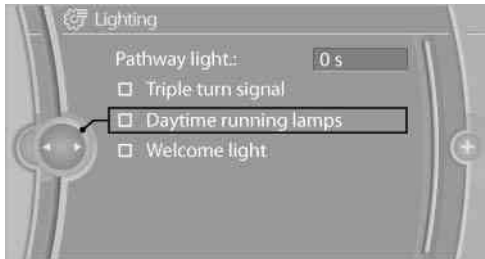 Lighting
Pathway light.: 0 s
Triple turn signal
Daytime running lamps
Welcome light